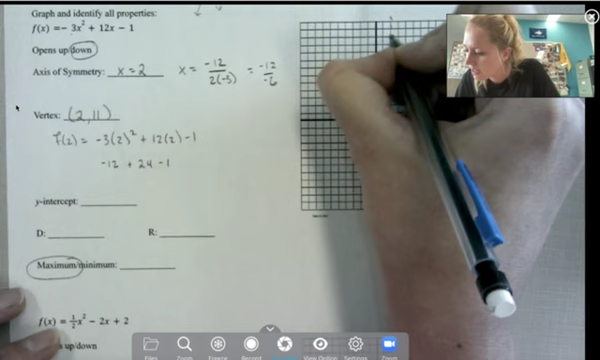 Graph and identify all properties:
f(x) =− 3x² + 12x − 1
Opens up/down
Axis of Symmetry: x = 2 x = -12 / 2(-3) = -12 / -6
Vertex: (2, 11)
f(2) = -3(2)² + 12(2) - 1
-12 + 24 - 1
y-intercept:
D: R:
Maximum/minimum:
f(x) = ½x² − 2x + 2
up/down
Files Zoom Freeze Record View Option Settings Zoom